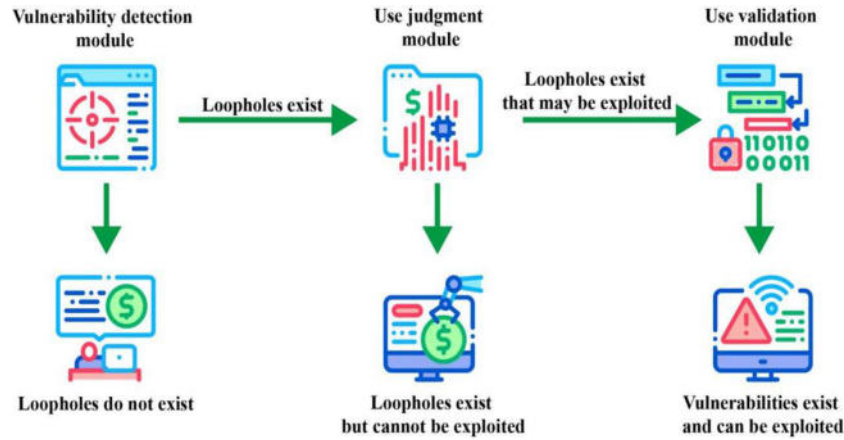 Vulnerability detection
module
Use judgment
module
Use validation
module
Loopholes exist
Loopholes exist
that may be exploited
$
110110
00011
$
$
!
Loopholes do not exist
Loopholes exist
but cannot be exploited
Vulnerabilities exist
and can be exploited